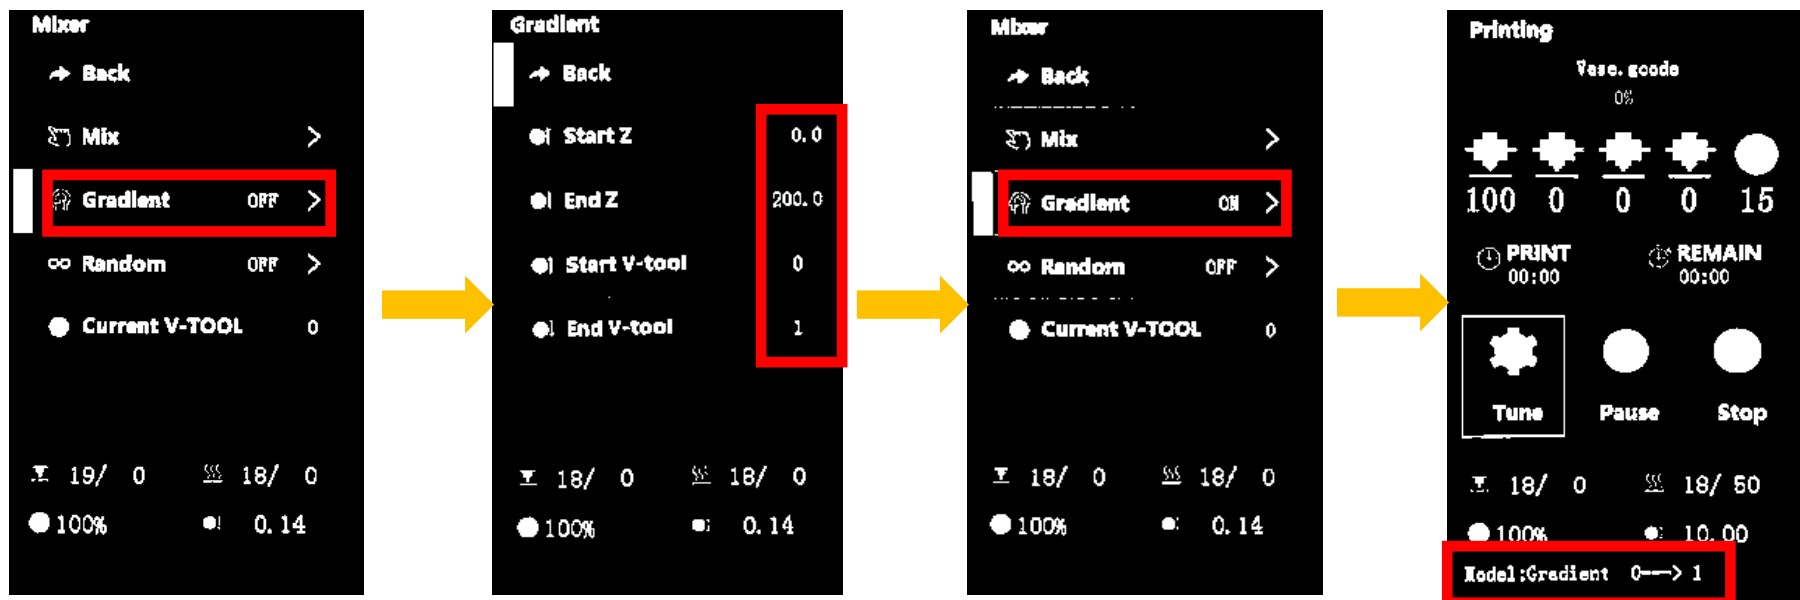 Mixer
Back
Mix >
Gradient OFF >
Random OFF >
Current V-TOOL 0
19/ 0 18/ 0
100% 0.14
Gradient
Back
Start Z 0.0
End Z 200.0
Start V-tool 0
End V-tool 1
18/ 0 18/ 0
100% 0.14
Mixer
Back
Mix >
Gradient ON >
Random OFF >
Current V-TOOL 0
18/ 0 18/ 0
100% 0.14
Printing
Vase.gcode
0%
100 0 0 0 15
PRINT REMAIN
00:00 00:00
Tune Pause Stop
18/ 0 18/ 50
100% 10.00
Model:Gradient 0---> 1